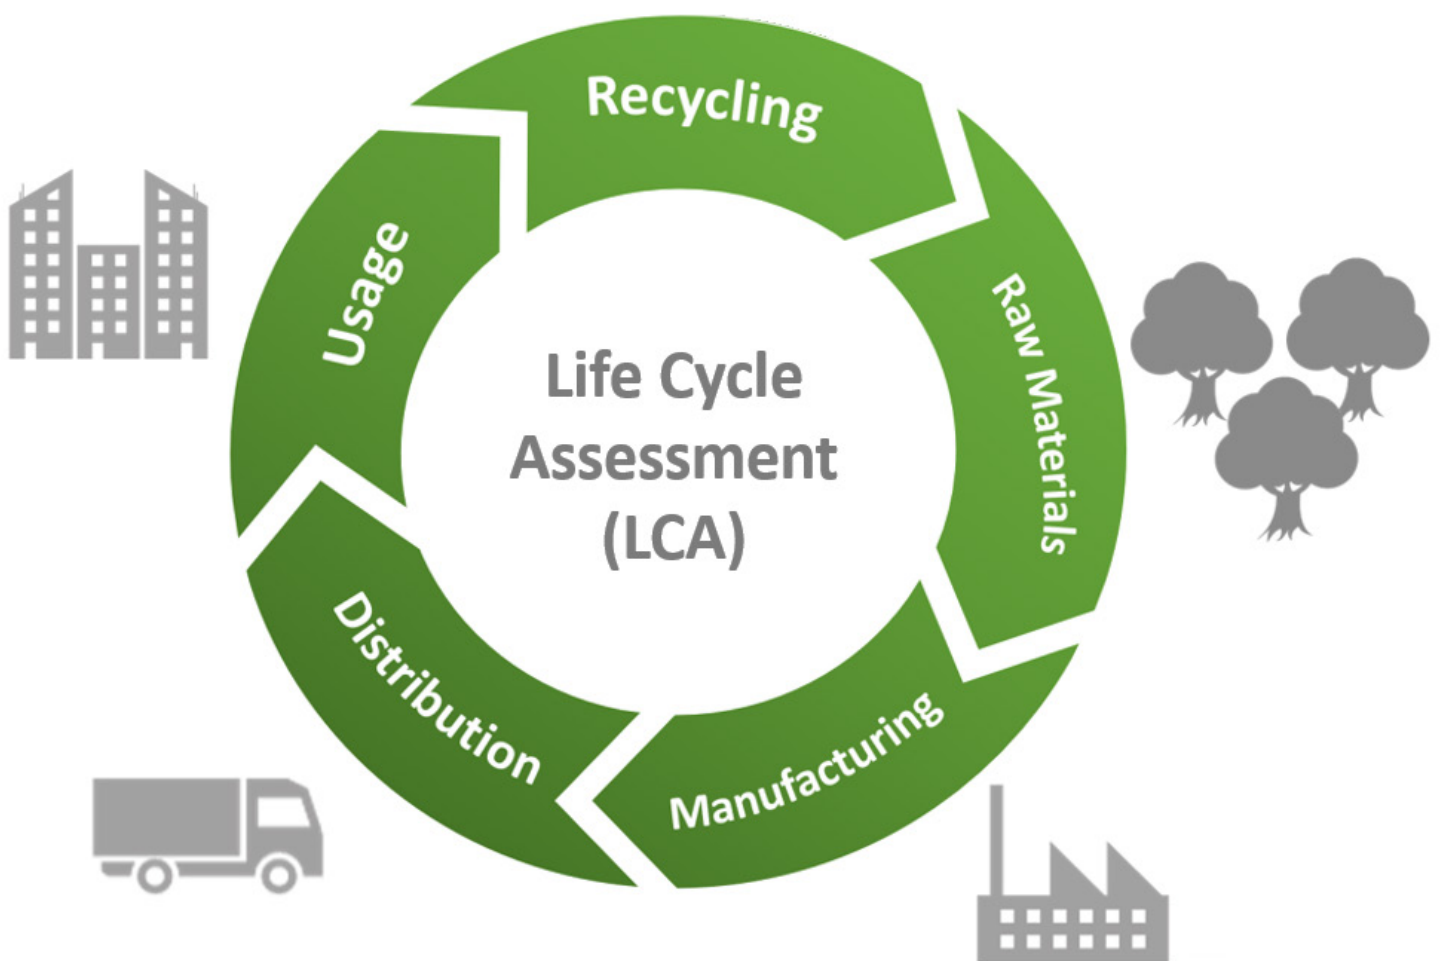 Recycling
Raw Materials
Manufacturing
Distribution
Usage
Life Cycle
Assessment
(LCA)